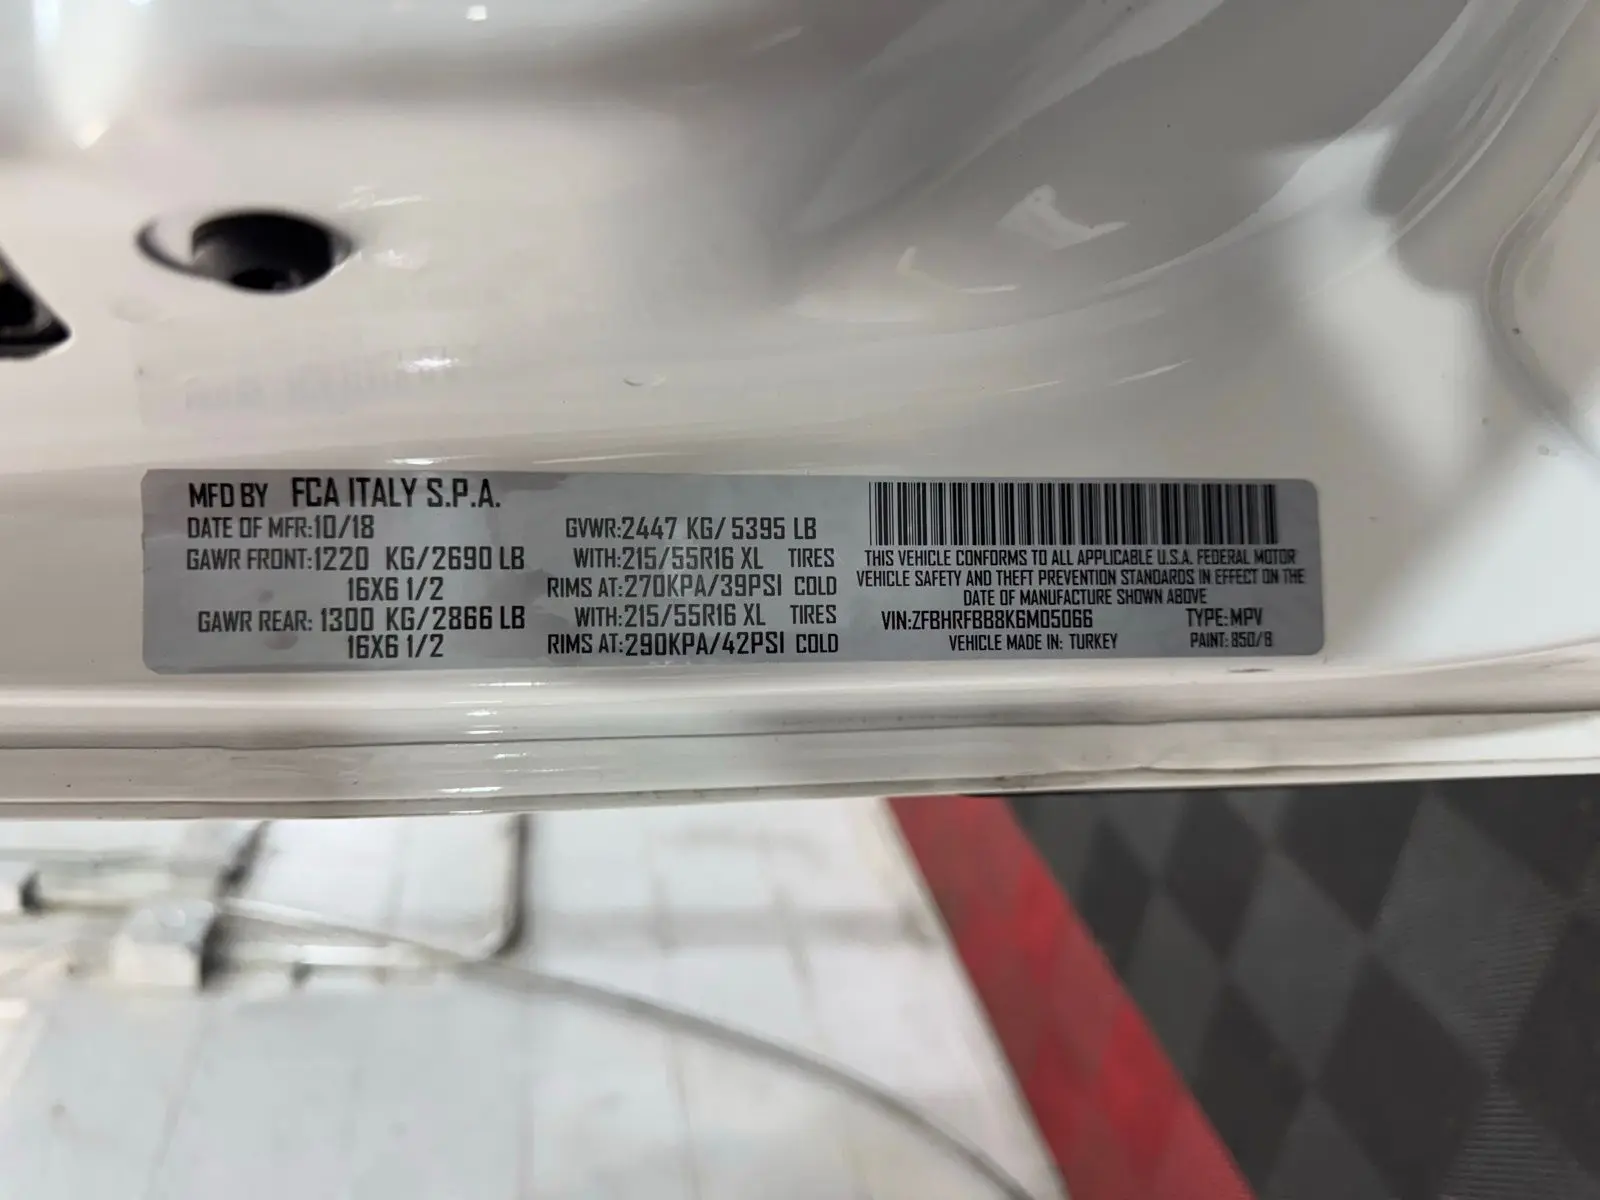 MFD BY FCA ITALY S.P.A.
DATE OF MFR:10/18
GAWR FRONT:1220 KG/2690 LB
16X6 1/2
GAWR REAR: 1300 KG/2866 LB
16X6 1/2
GVWR:2447 KG/ 5395 LB
WITH:215/55R16 XL TIRES
RIMS AT:270KPA/39PSI COLD
WITH:215/55R16 XL TIRES
RIMS AT:290KPA/42PSI COLD
THIS VEHICLE CONFORMS TO ALL APPLICABLE U.S.A. FEDERAL MOTOR
VEHICLE SAFETY AND THEFT PREVENTION STANDARDS IN EFFECT ON THE
DATE OF MANUFACTURE SHOWN ABOVE
VIN:ZFBHRFBB8K6M05066 TYPE:MPV
VEHICLE MADE IN: TURKEY PAINT: 850/B